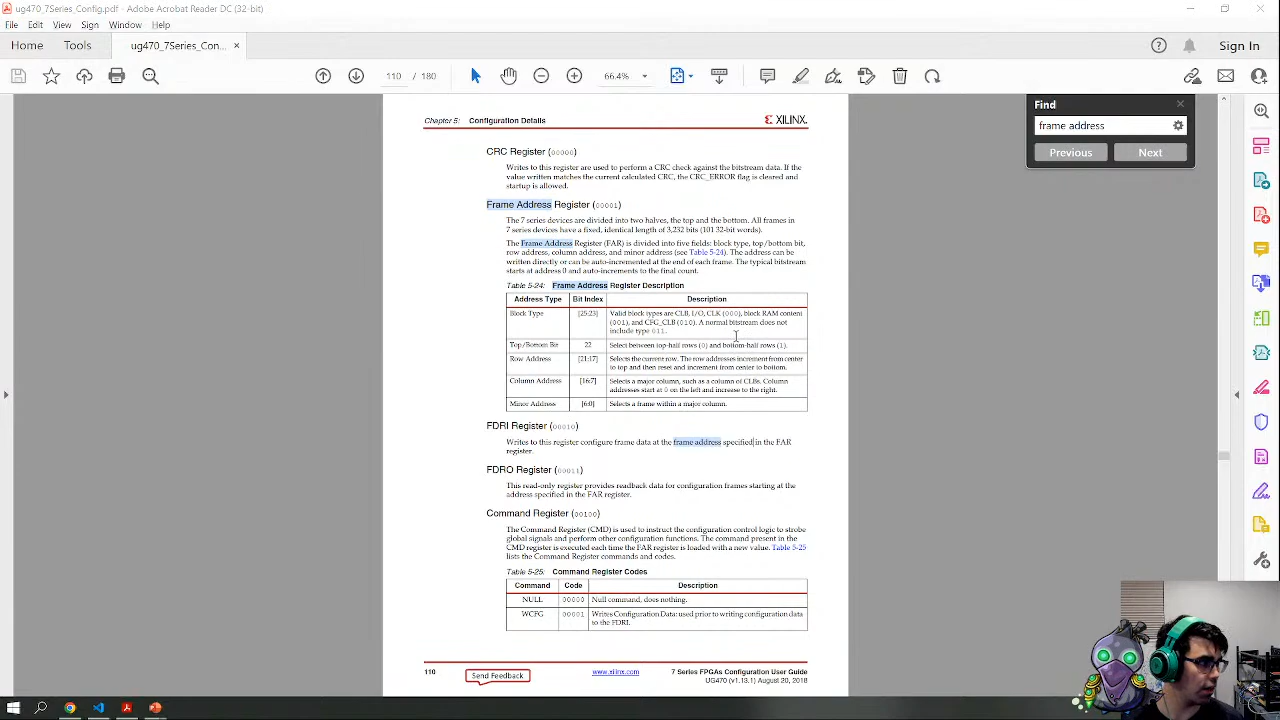 ug470_7Series_Config.pdf - Adobe Acrobat Reader DC (32-bit)
File Edit View Sign Window Help
Home Tools ug470_7Series_Con... × Sign In
110 / 180 66.4%
Find
frame address
Previous Next
Chapter 5: Configuration Details
XILINX.
CRC Register (00000)
Writes to this register are used to perform a CRC check against the bitstream data. If the
value written matches the current calculated CRC, the CRC_ERROR flag is cleared and
startup is allowed.
Frame Address Register (00001)
The 7 series devices are divided into two halves, the top and the bottom. All frames in
7 series devices have a fixed, identical length of 3,232 bits (101 32-bit words).
The Frame Address Register (FAR) is divided into five fields: block type, top/bottom bit,
row address, column address, and minor address (see Table 5-24). The address can be
written directly or can be auto-incremented at the end of each frame. The typical bitstream
starts at address 0 and auto-increments to the final count.
Table 5-24: Frame Address Register Description
Address Type Bit Index Description
Block Type [25:23] Valid block types are CLB, I/O, CLK (000), block RAM content
(001), and CFG_CLB (010). A normal bitstream does not
include type 011.
Top/Bottom Bit 22 Select between top-half rows (0) and bottom-half rows (1).
Row Address [21:17] Selects the current row. The row addresses increment from center
to top and then reset and increment from center to bottom.
Column Address [16:7] Selects a major column, such as a column of CLBs. Column
addresses start at 0 on the left and increase to the right.
Minor Address [6:0] Selects a frame within a major column.
FDRI Register (00010)
Writes to this register configure frame data at the frame address specified in the FAR
register.
FDRO Register (00011)
This read-only register provides readback data for configuration frames starting at the
address specified in the FAR register.
Command Register (00100)
The Command Register (CMD) is used to instruct the configuration control logic to strobe
global signals and perform other configuration functions. The command present in the
CMD register is executed each time the FAR register is loaded with a new value. Table 5-25
lists the Command Register commands and codes.
Table 5-25: Command Register Codes
Command Code Description
NULL 00000 Null command, does nothing.
WCFG 00001 Writes Configuration Data: used prior to writing configuration data
to the FDRI.
110 Send Feedback www.xilinx.com 7 Series FPGAs Configuration User Guide
UG470 (v1.13.1) August 20, 2018